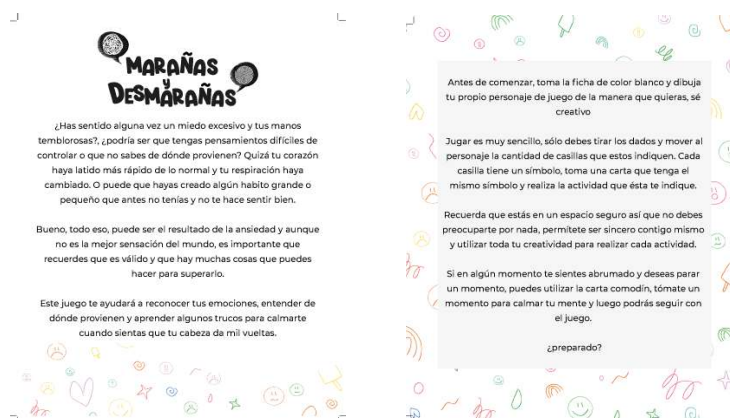 MARAÑAS
Y
DESMARAÑAS
¿Has sentido alguna vez un miedo excesivo y tus manos
temblorosas?, ¿podría ser que tengas pensamientos difíciles de
controlar o que no sabes de dónde provienen? Quizá tu corazón
haya latido más rápido de lo normal y tu respiración haya
cambiado. O puede que hayas creado algún habito grande o
pequeño que antes no tenías y no te hace sentir bien.
Bueno, todo eso, puede ser el resultado de la ansiedad y aunque
no es la mejor sensación del mundo, es importante que
recuerdes que es válido y que hay muchas cosas que puedes
hacer para superarlo.
Este juego te ayudará a reconocer tus emociones, entender de
dónde provienen y aprender algunos trucos para calmarte
cuando sientas que tu cabeza da mil vueltas.
Antes de comenzar, toma la ficha de color blanco y dibuja
tu propio personaje de juego de la manera que quieras, sé
creativo
Jugar es muy sencillo, sólo debes tirar los dados y mover al
personaje la cantidad de casillas que estos indiquen. Cada
casilla tiene un símbolo, toma una carta que tenga el
mismo símbolo y realiza la actividad que ésta te indique.
Recuerda que estás en un espacio seguro así que no debes
preocuparte por nada, permítete ser sincero contigo mismo
y utilizar toda tu creatividad para realizar cada actividad.
Si en algún momento te sientes abrumado y deseas parar
un momento, puedes utilizar la carta comodín, tómate un
momento para calmar tu mente y luego podrás seguir con
el juego.
¿preparado?